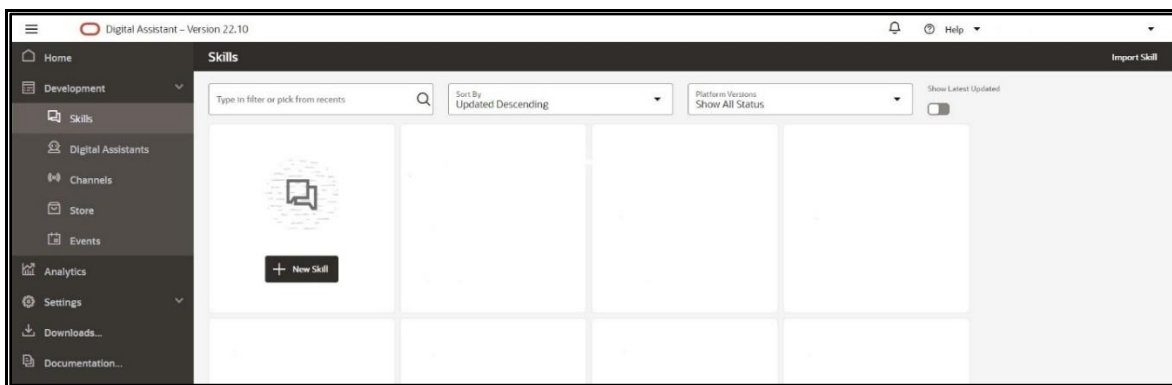 Digital Assistant – Version 22.10
Help
Home
Development
Skills
Digital Assistants
Channels
Store
Events
Analytics
Settings
Downloads...
Documentation...
Skills
Import Skill
Type in filter or pick from recents
Sort By
Updated Descending
Platform Versions
Show All Status
Show Latest Updated
+ New Skill